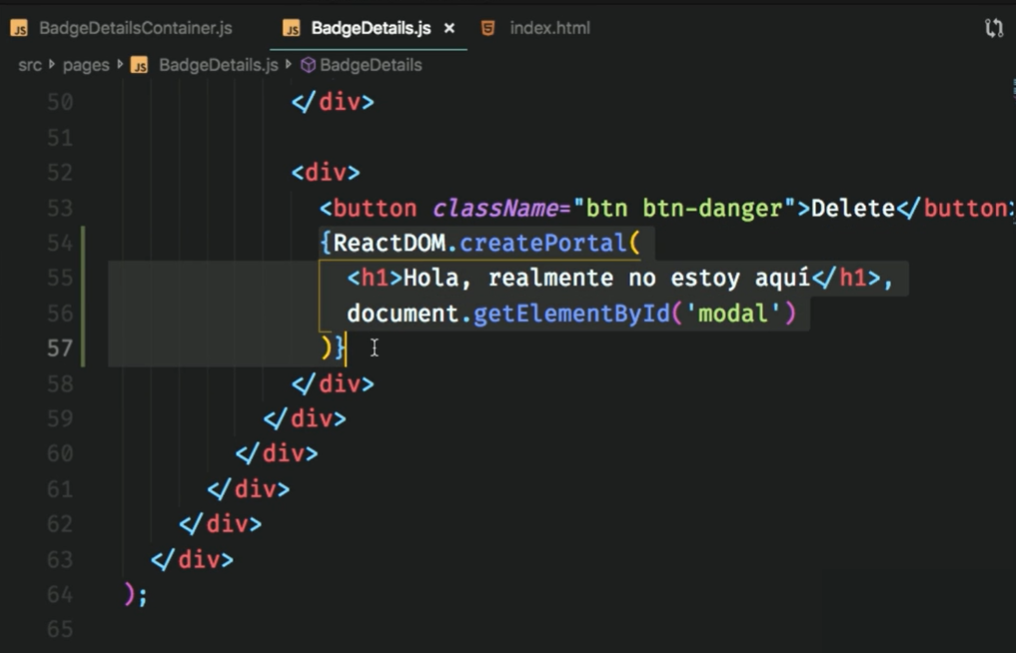 JS BadgeDetailsContainer.js JS BadgeDetails.js × 5 index.html
src pages JS BadgeDetails.js BadgeDetails
50 </div>
51
52 <div>
53 <button className="btn btn-danger">Delete</button>
54 {ReactDOM.createPortal(
55 <h1>Hola, realmente no estoy aquí</h1>,
56 document.getElementById('modal')
57 )}
58 </div>
59 </div>
60 </div>
61 </div>
62 </div>
63 </div>
64 );
65